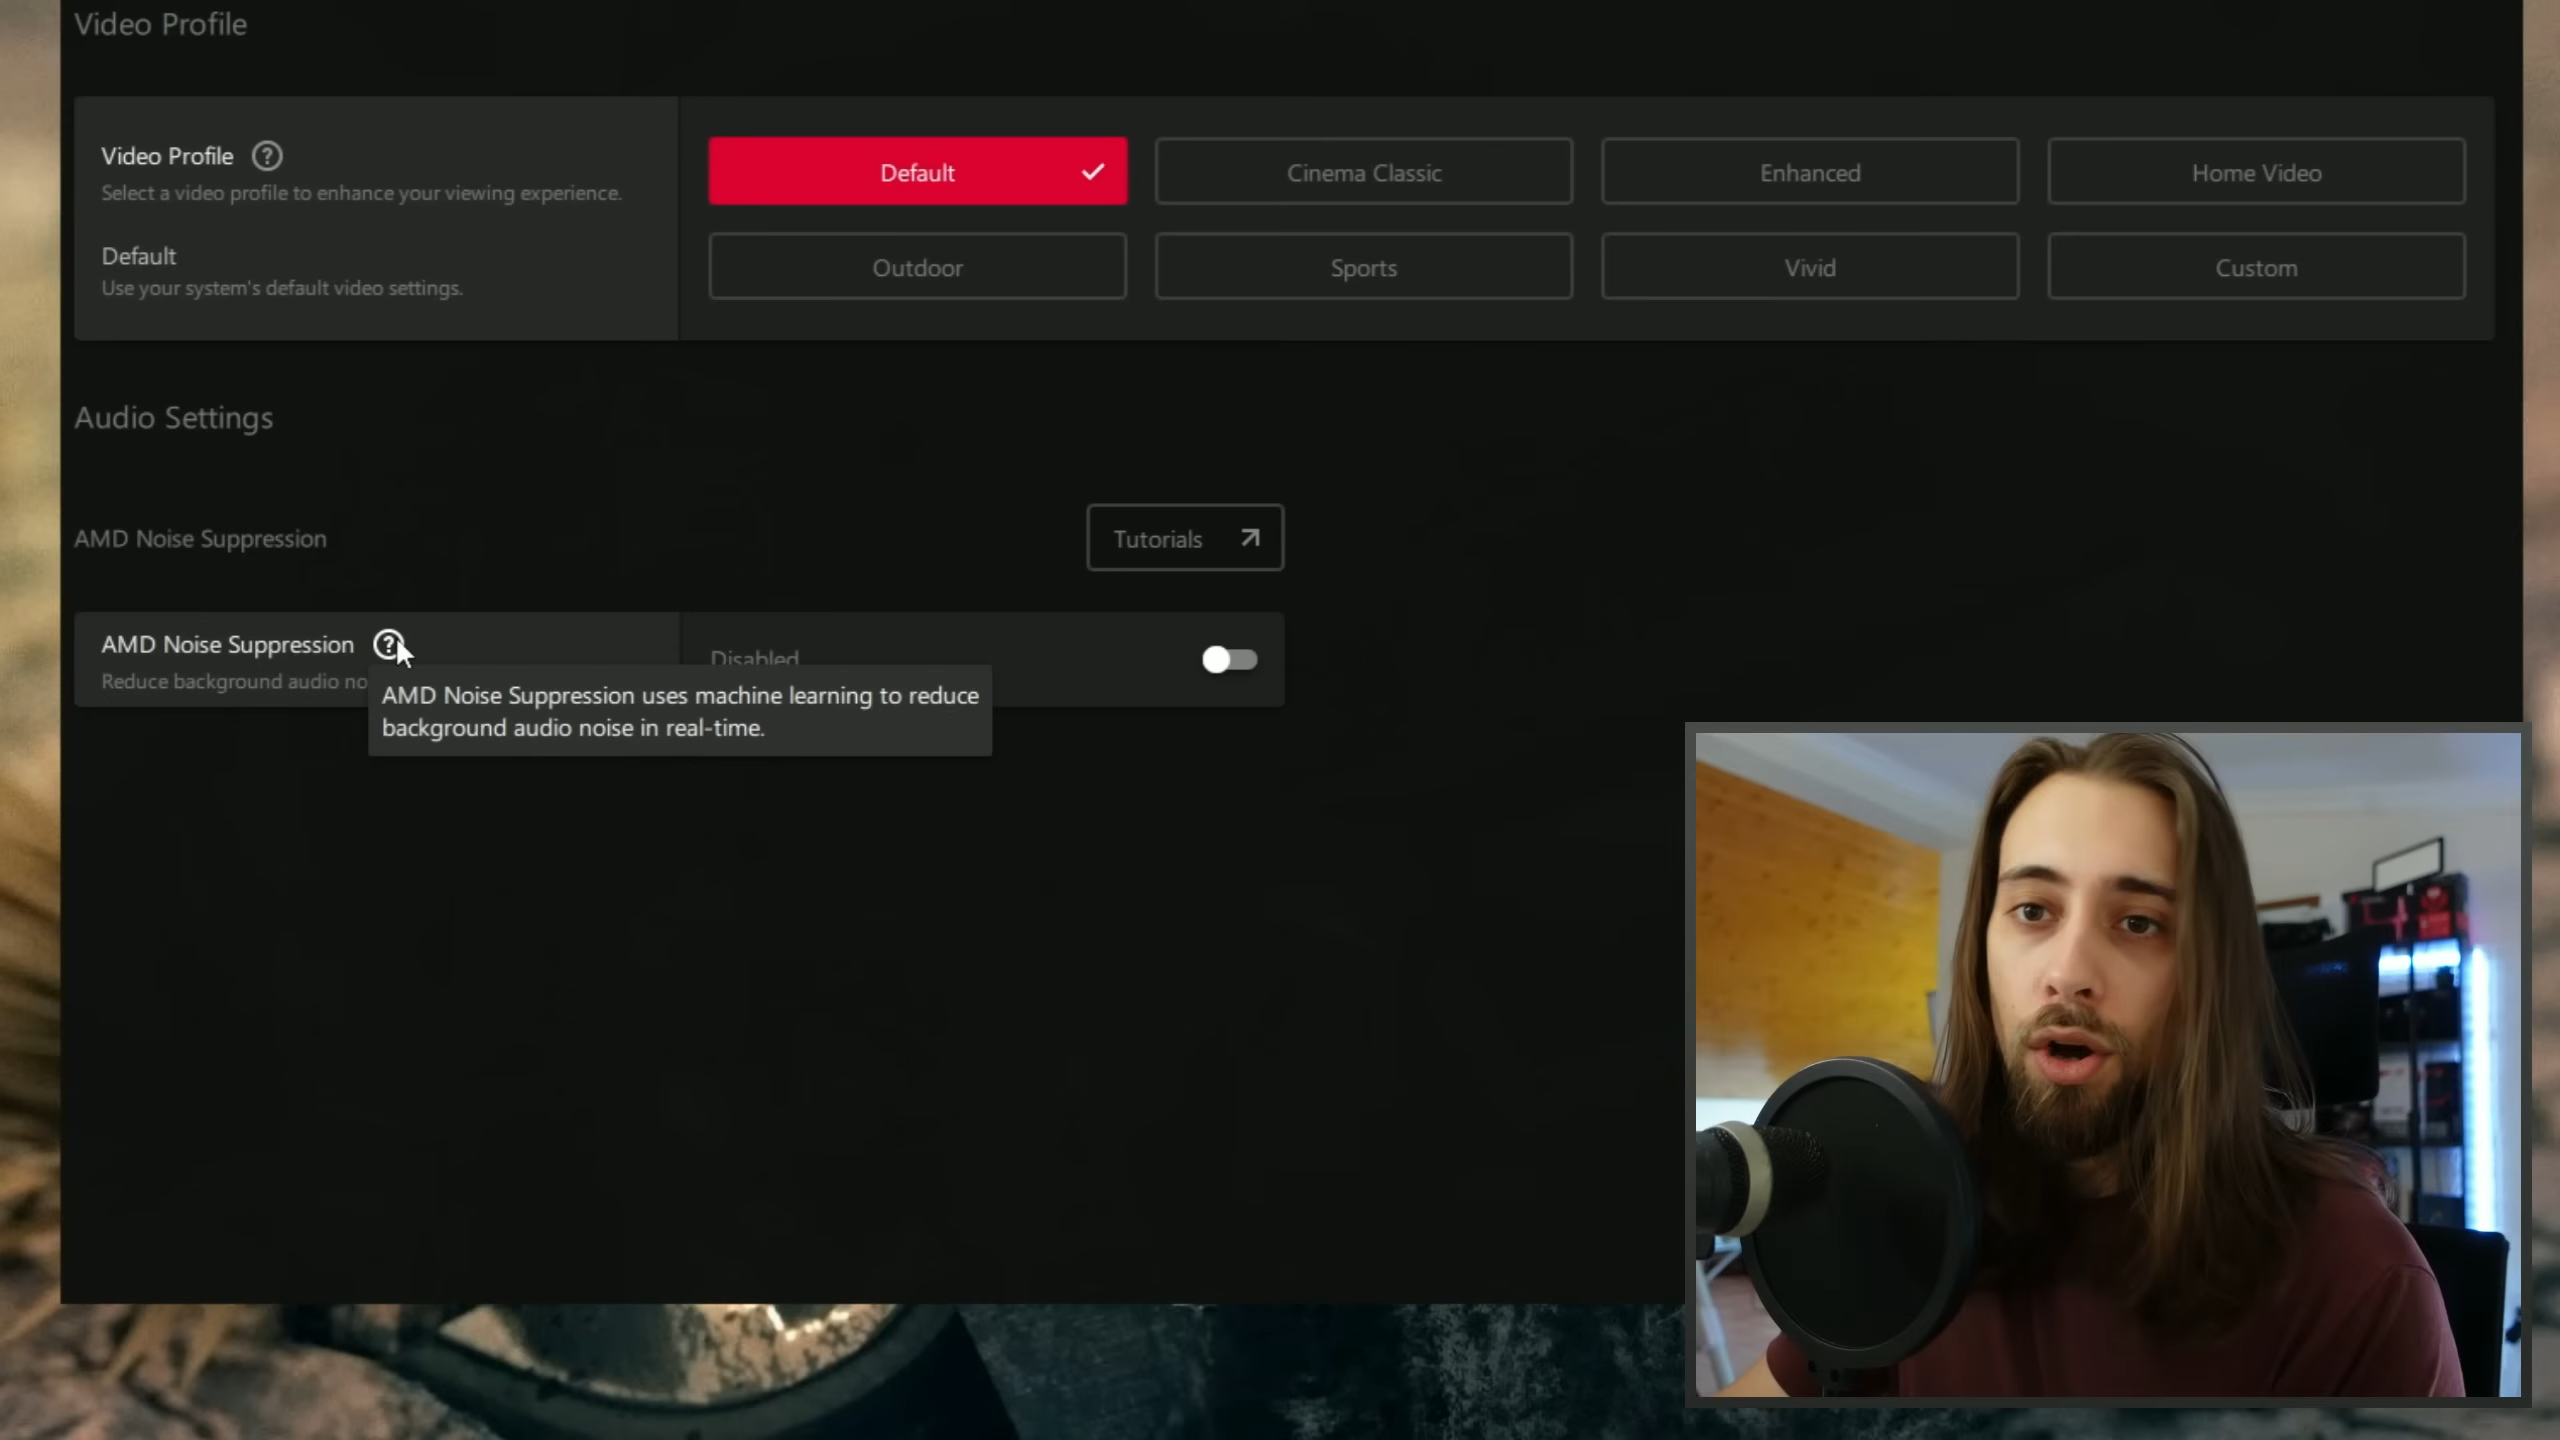 Video Profile
Video Profile
Select a video profile to enhance your viewing experience.
Default
Use your system's default video settings.
Default
Cinema Classic
Enhanced
Home Video
Outdoor
Sports
Vivid
Custom
Audio Settings
AMD Noise Suppression
Tutorials
AMD Noise Suppression
Reduce background audio no
Disabled
AMD Noise Suppression uses machine learning to reduce
background audio noise in real-time.